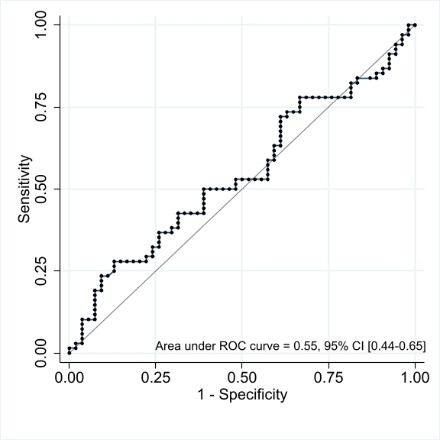 1.00
0.75
0.50
0.25
0.00
Sensitivity
Area under ROC curve = 0.55, 95% CI [0.44-0.65]
0.00 0.25 0.50 0.75 1.00
1 - Specificity